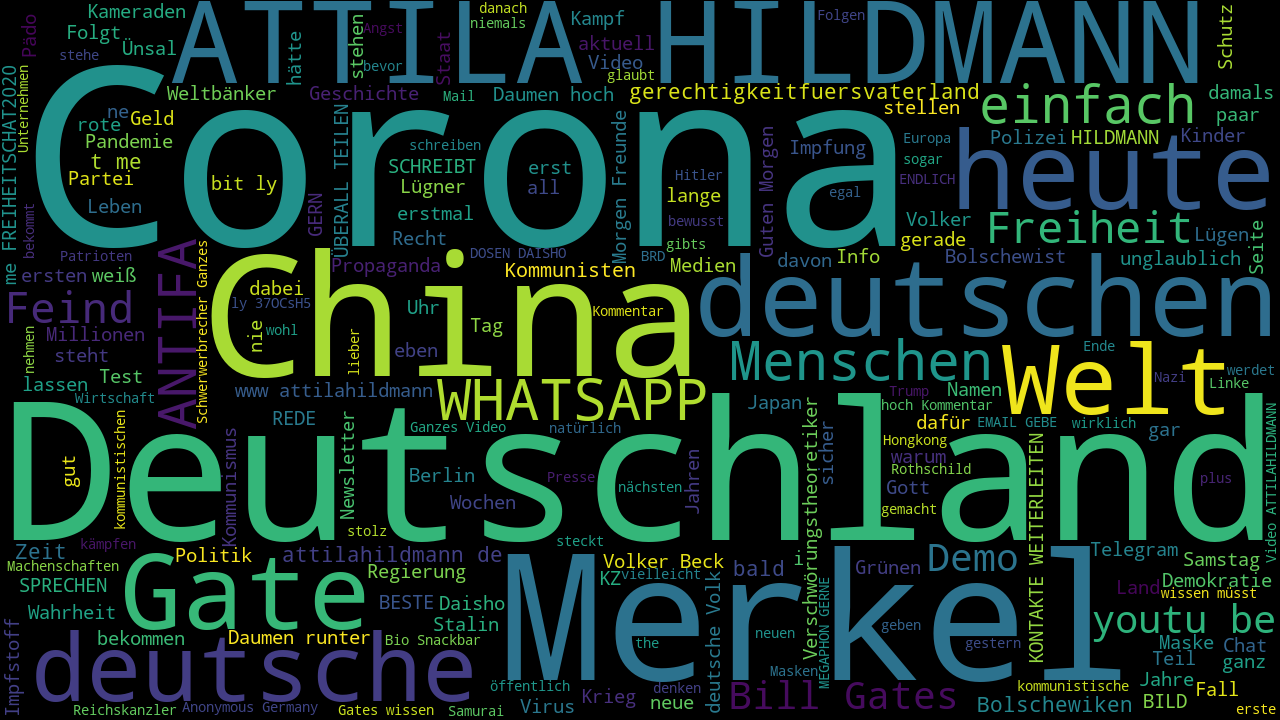 Kameraden
ATTILA HILDMANN
danach
niemals
Kampf
Folgen
Schutz
Pädo
Folgt
Ünsal
stehe
hätte
stehen
Angst
bevor
Staat
aktuell
Video
glaubt
Unternehmen
me FREIHEITSCHAT2020
Weltbänker
Geschichte
Mail
Daumen hoch
gerechtigkeitfuersvaterland
stellen
einfach
damals
paar
ne
Geld
rote
Pandemie
t me
Partei
Leben
Corona
bit ly
GERN
ÜBERAL TEILEN
schreiben
SCHREIBT
Lügner
erstmal
Recht
erst
all
Morgen Freunde
Hitler
lange
bewusst
gibts
Guten Morgen
Impfung
egal
Europa
sogar
ENDLICH
Polizei
HILDMANN
Kinder
heute
Volker
gerade
Freiheit
Lügen
Seite
bekommt
Patrioten
ersten
weiß
ANTIFA
Schwerwerbrecher Ganzes
China
Propaganda
DOSEN DAISHO
BRD
Kommunisten
Medien
davon
Info
Bolschewist
unglaublich
Feind
Millionen
steht
nehmen
dabei
ly 37OCsH5
nie
wohl
lieber
Uhr
Tag
eben
Kommentar
deutschen
lassen
Test
Wirtschaft
www attilahildmann
WHATSAPP
Menschen
Welt
Ende
Nazi
werdet
Linke
Trump
Namen
Japan
hoch Kommentar
dafür
EMAIL GEBE
wirklich
gar
REDE
Newsletter
Ganzes Video
natürlich
Verschwörungstheoretiker
sicher
Hongkong
warum
Rothschild
Gott
gemacht
KONTAKTE WEITERLEITEN
plus
Video ATTILAHILDMANN
gut
kommunistischen
Kommunismus
Berlin
Wochen
Presse
nächsten
Jahren
Deutschland
stolz
steckt
Zeit
kämpfen
Machenschaften
SPRECHEN
Wahrheit
Politik
attilahildmann de
Regierung
Gate
BESTE
Daisho
Stalin
Volker Beck
KZ
vielleicht
bald
i
Grünen
Demo
Telegram
Samstag
Land
Demokratie
wissen müsst
Merkel
deutsche Volk
the
neuen
Masken
MEGAPHON GERNE
geben
gestern
youtu be
Maske
Teil
Chat
ganz
Impfstoff
bekommen
Daumen runter
Bio Snackbar
deutsche
öffentlich
Krieg
denken
neue
Bill Gates
kommunistische
Bolschewiken
Jahre
BILD
Fall
erste
Reichskanzler
Anonymous Germany
Gates wissen
Samurai
Virus